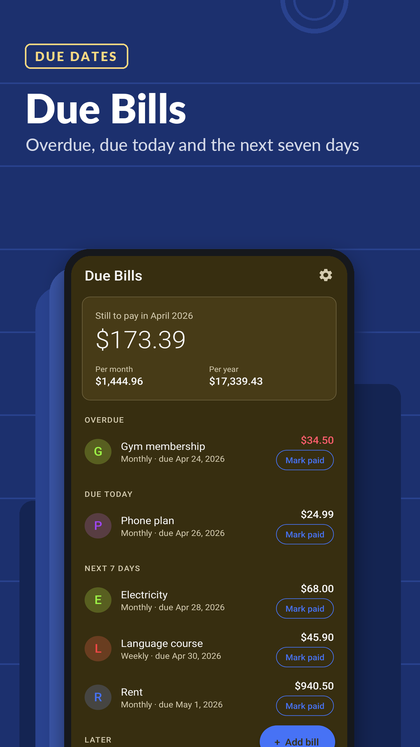 DUE DATES
Due Bills
Overdue, due today and the next seven days
Due Bills
Still to pay in April 2026
$173.39
Per month
Per year
$1,444.96
$17,339.43
OVERDUE
G
Gym membership
Monthly · due Apr 24, 2026
$34.50
Mark paid
DUE TODAY
P
Phone plan
Monthly · due Apr 26, 2026
$24.99
Mark paid
NEXT 7 DAYS
E
Electricity
Monthly · due Apr 28, 2026
$68.00
Mark paid
L
Language course
Weekly · due Apr 30, 2026
$45.90
Mark paid
R
Rent
Monthly · due May 1, 2026
$940.50
Mark paid
LATER
+ Add bill